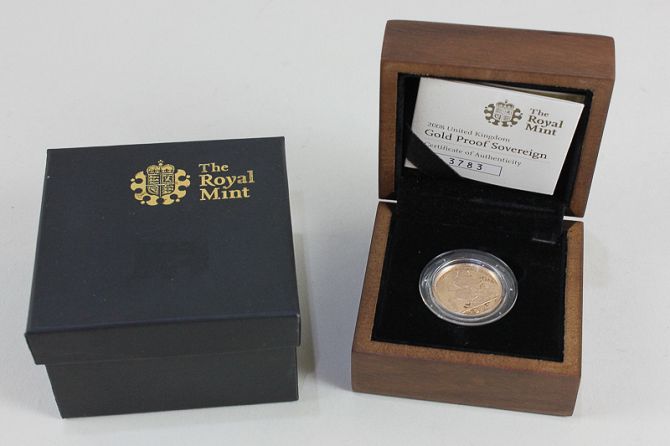 The
Royal
Mint
The
Royal
Mint
2008 United Kingdom
Gold Proof Sovereign
Certificate of Authenticity
3783